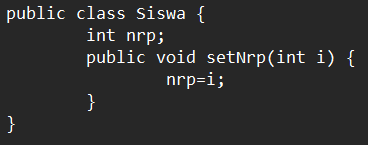 public class Siswa {
        int nrp;
        public void setNrp(int i) {
                nrp=i;
        }
}